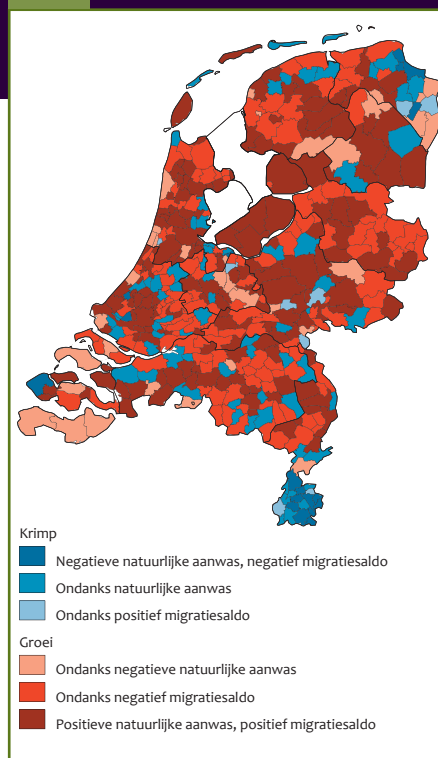 Krimp
Negatieve natuurlijke aanwas, negatief migratiesaldo
Ondanks natuurlijke aanwas
Ondanks positief migratiesaldo
Groei
Ondanks negatieve natuurlijke aanwas
Ondanks negatief migratiesaldo
Positieve natuurlijke aanwas, positief migratiesaldo